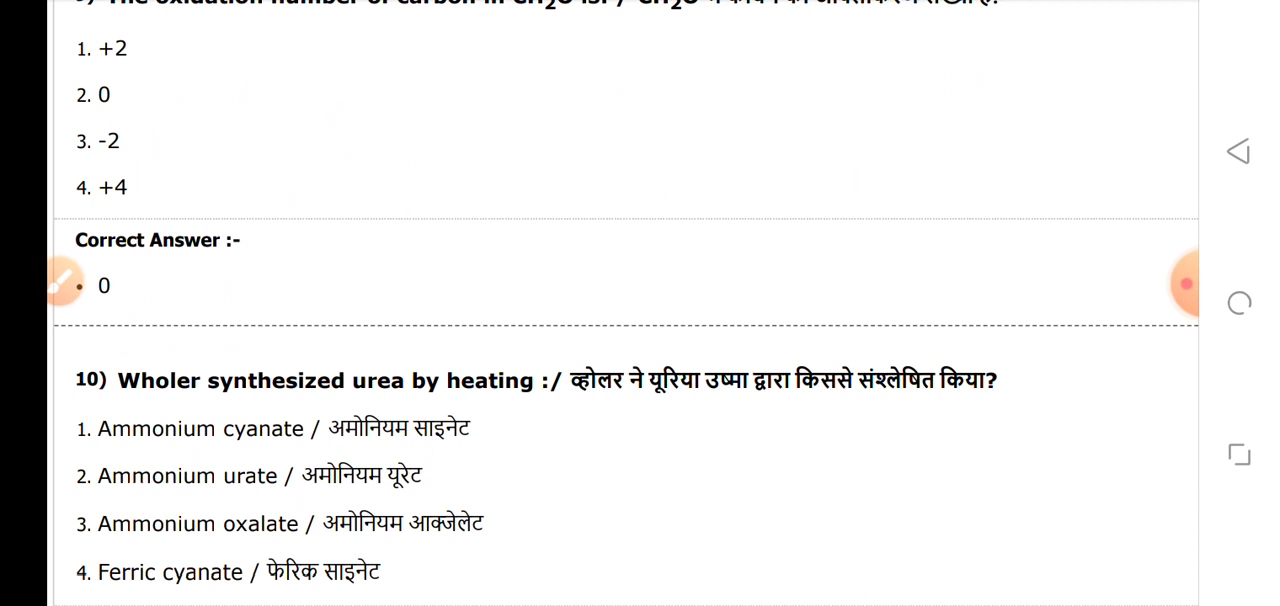 1. +2
2. 0
3. -2
4. +4
Correct Answer :-
• 0
10) Wholer synthesized urea by heating :/ व्होलर ने यूरिया उष्मा द्वारा किससे संश्लेषित किया?
1. Ammonium cyanate / अमोनियम साइनेट
2. Ammonium urate / अमोनियम यूरेट
3. Ammonium oxalate / अमोनियम आक्जेलेट
4. Ferric cyanate / फेरिक साइनेट